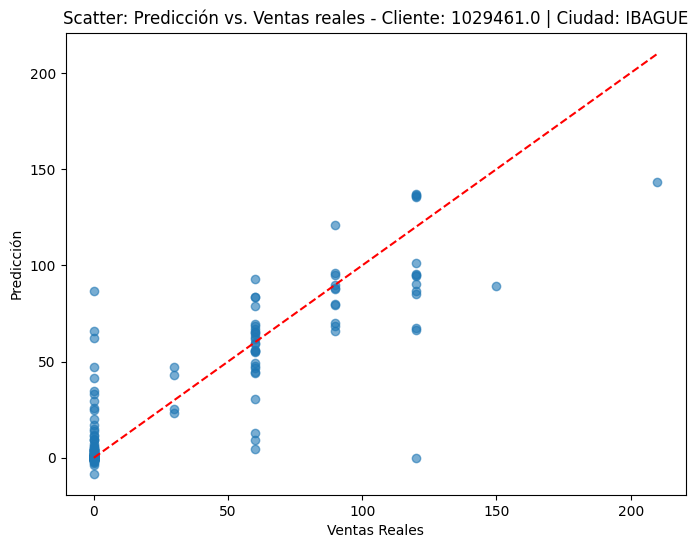 Scatter: Predicción vs. Ventas reales - Cliente: 1029461.0 | Ciudad: IBAGUE
200
150
100
50
0
Predicción
0 50 100 150 200
Ventas Reales